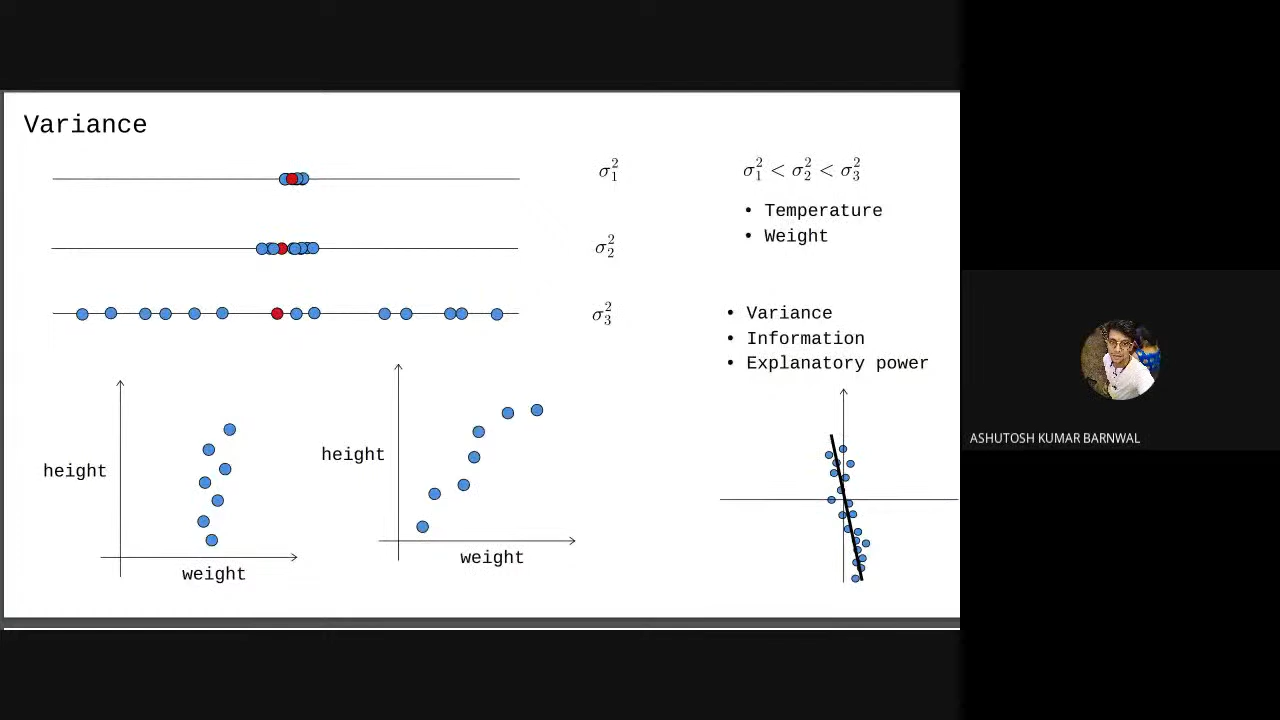 Variance
σ₁²
σ₂²
σ₃²
σ₁² < σ₂² < σ₃²
• Temperature
• Weight
• Variance
• Information
• Explanatory power
height
weight
height
weight
ASHUTOSH KUMAR BARNWAL